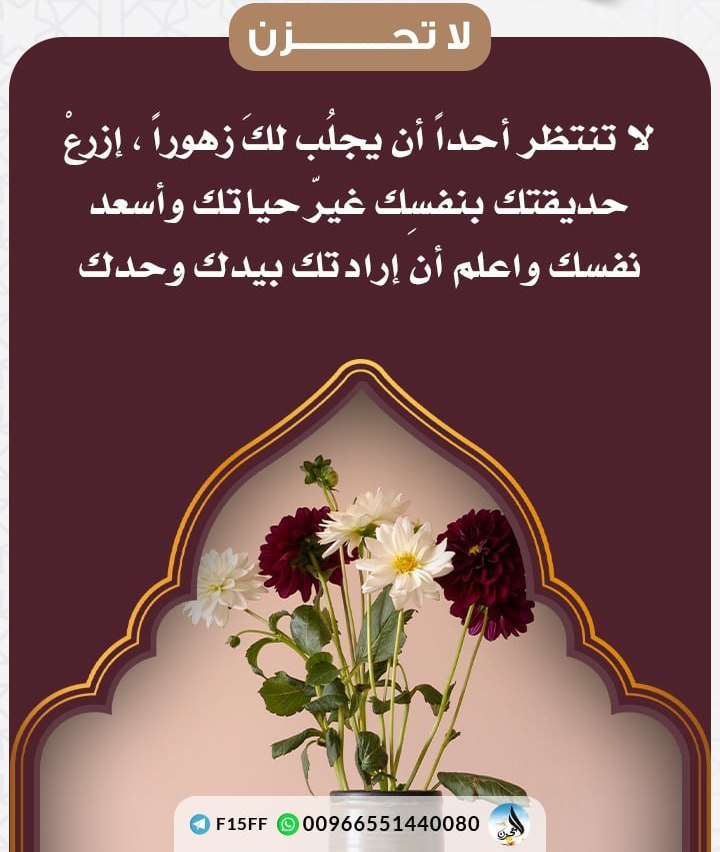 لا تحــــــــزن
لا تنتظر أحداً أن يجلُب لكَ زهوراً ، إزرعْ
حديقتك بنفسِك غيرّ حياتك وأسعد
نفسك واعلم أن إرادتك بيدك وحدك
F15FF 00966551440080